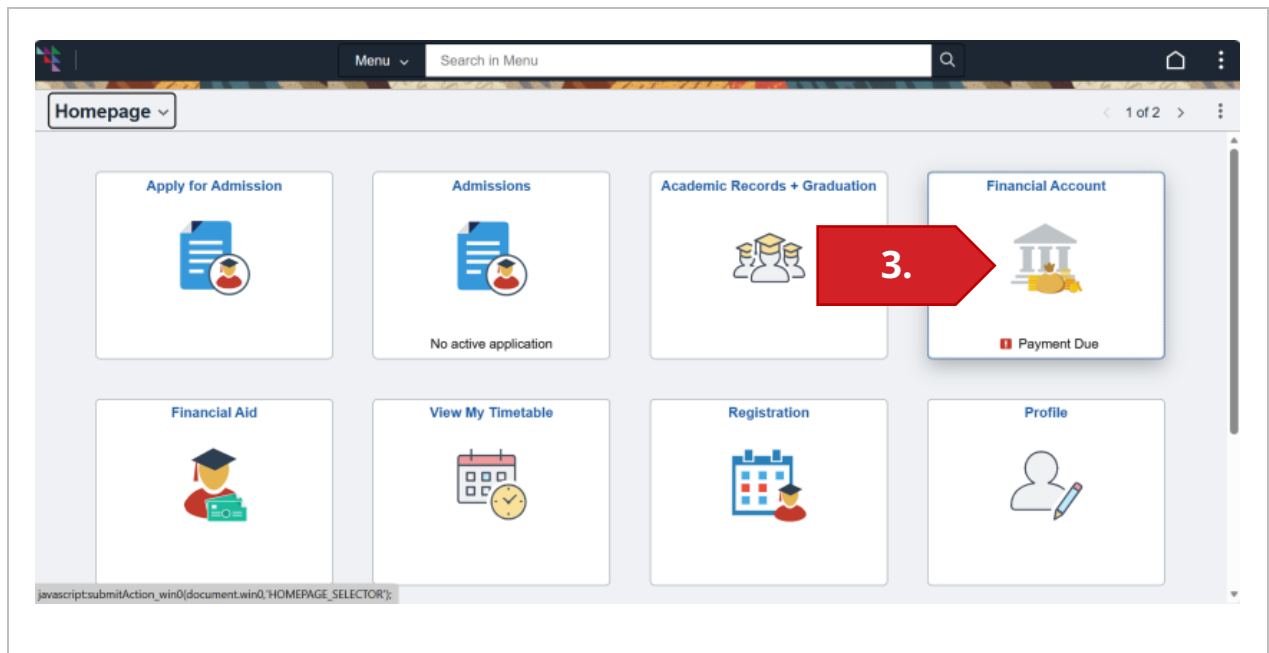 Menu
Search in Menu
Homepage
1 of 2
Apply for Admission
Admissions
Academic Records + Graduation
Financial Account
3.
No active application
Payment Due
Financial Aid
View My Timetable
Registration
Profile
javascript:submitAction_win0(document.win0,'HOMEPAGE_SELECTOR');